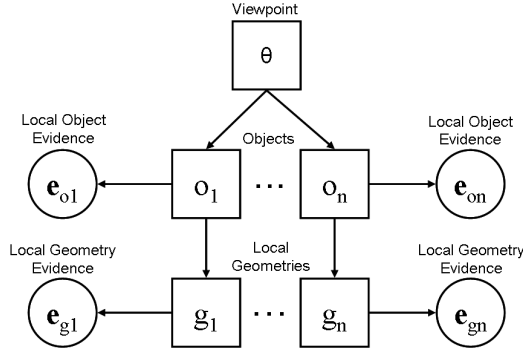 Viewpoint
θ
Local Object
Evidence
Objects
Local Object
Evidence
e_o1
o_1
...
o_n
e_on
Local Geometry
Evidence
Local
Geometries
Local Geometry
Evidence
e_g1
g_1
...
g_n
e_gn